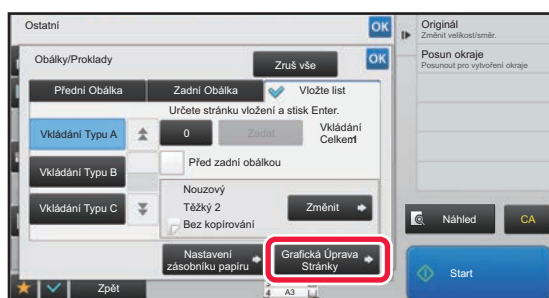 Ostatní
OK
Obálky/Proklady
Zruš vše
OK
Přední Obálka
Zadní Obálka
Vložte list
Určete stránku vložení a stisk Enter.
Vkládání Typu A
0
Zadat
Vkládání
Celkem1
Před zadní obálkou
Vkládání Typu B
Vkládání Typu C
Nouzový
Těžký 2
Bez kopírování
Změnit
Nastavení
zásobníku papíru
Grafická Úprava
Stránky
Zpět
4 A3
Originál
Změnit velikost/směr.
Posun okraje
Posunout pro vytvoření okraje
Náhled
CA
Start